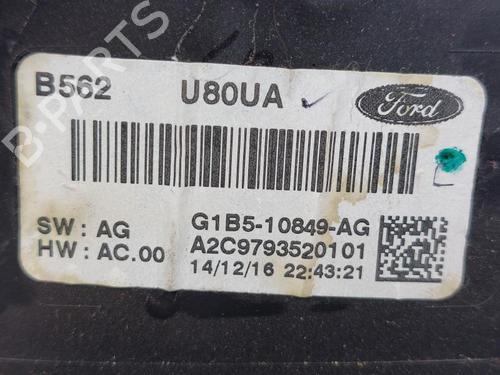 B562 U80UA Ford
SW : AG G1B5-10849-AG
HW : AC.00 A2C9793520101
14/12/16 22:43:21
B-PARTS